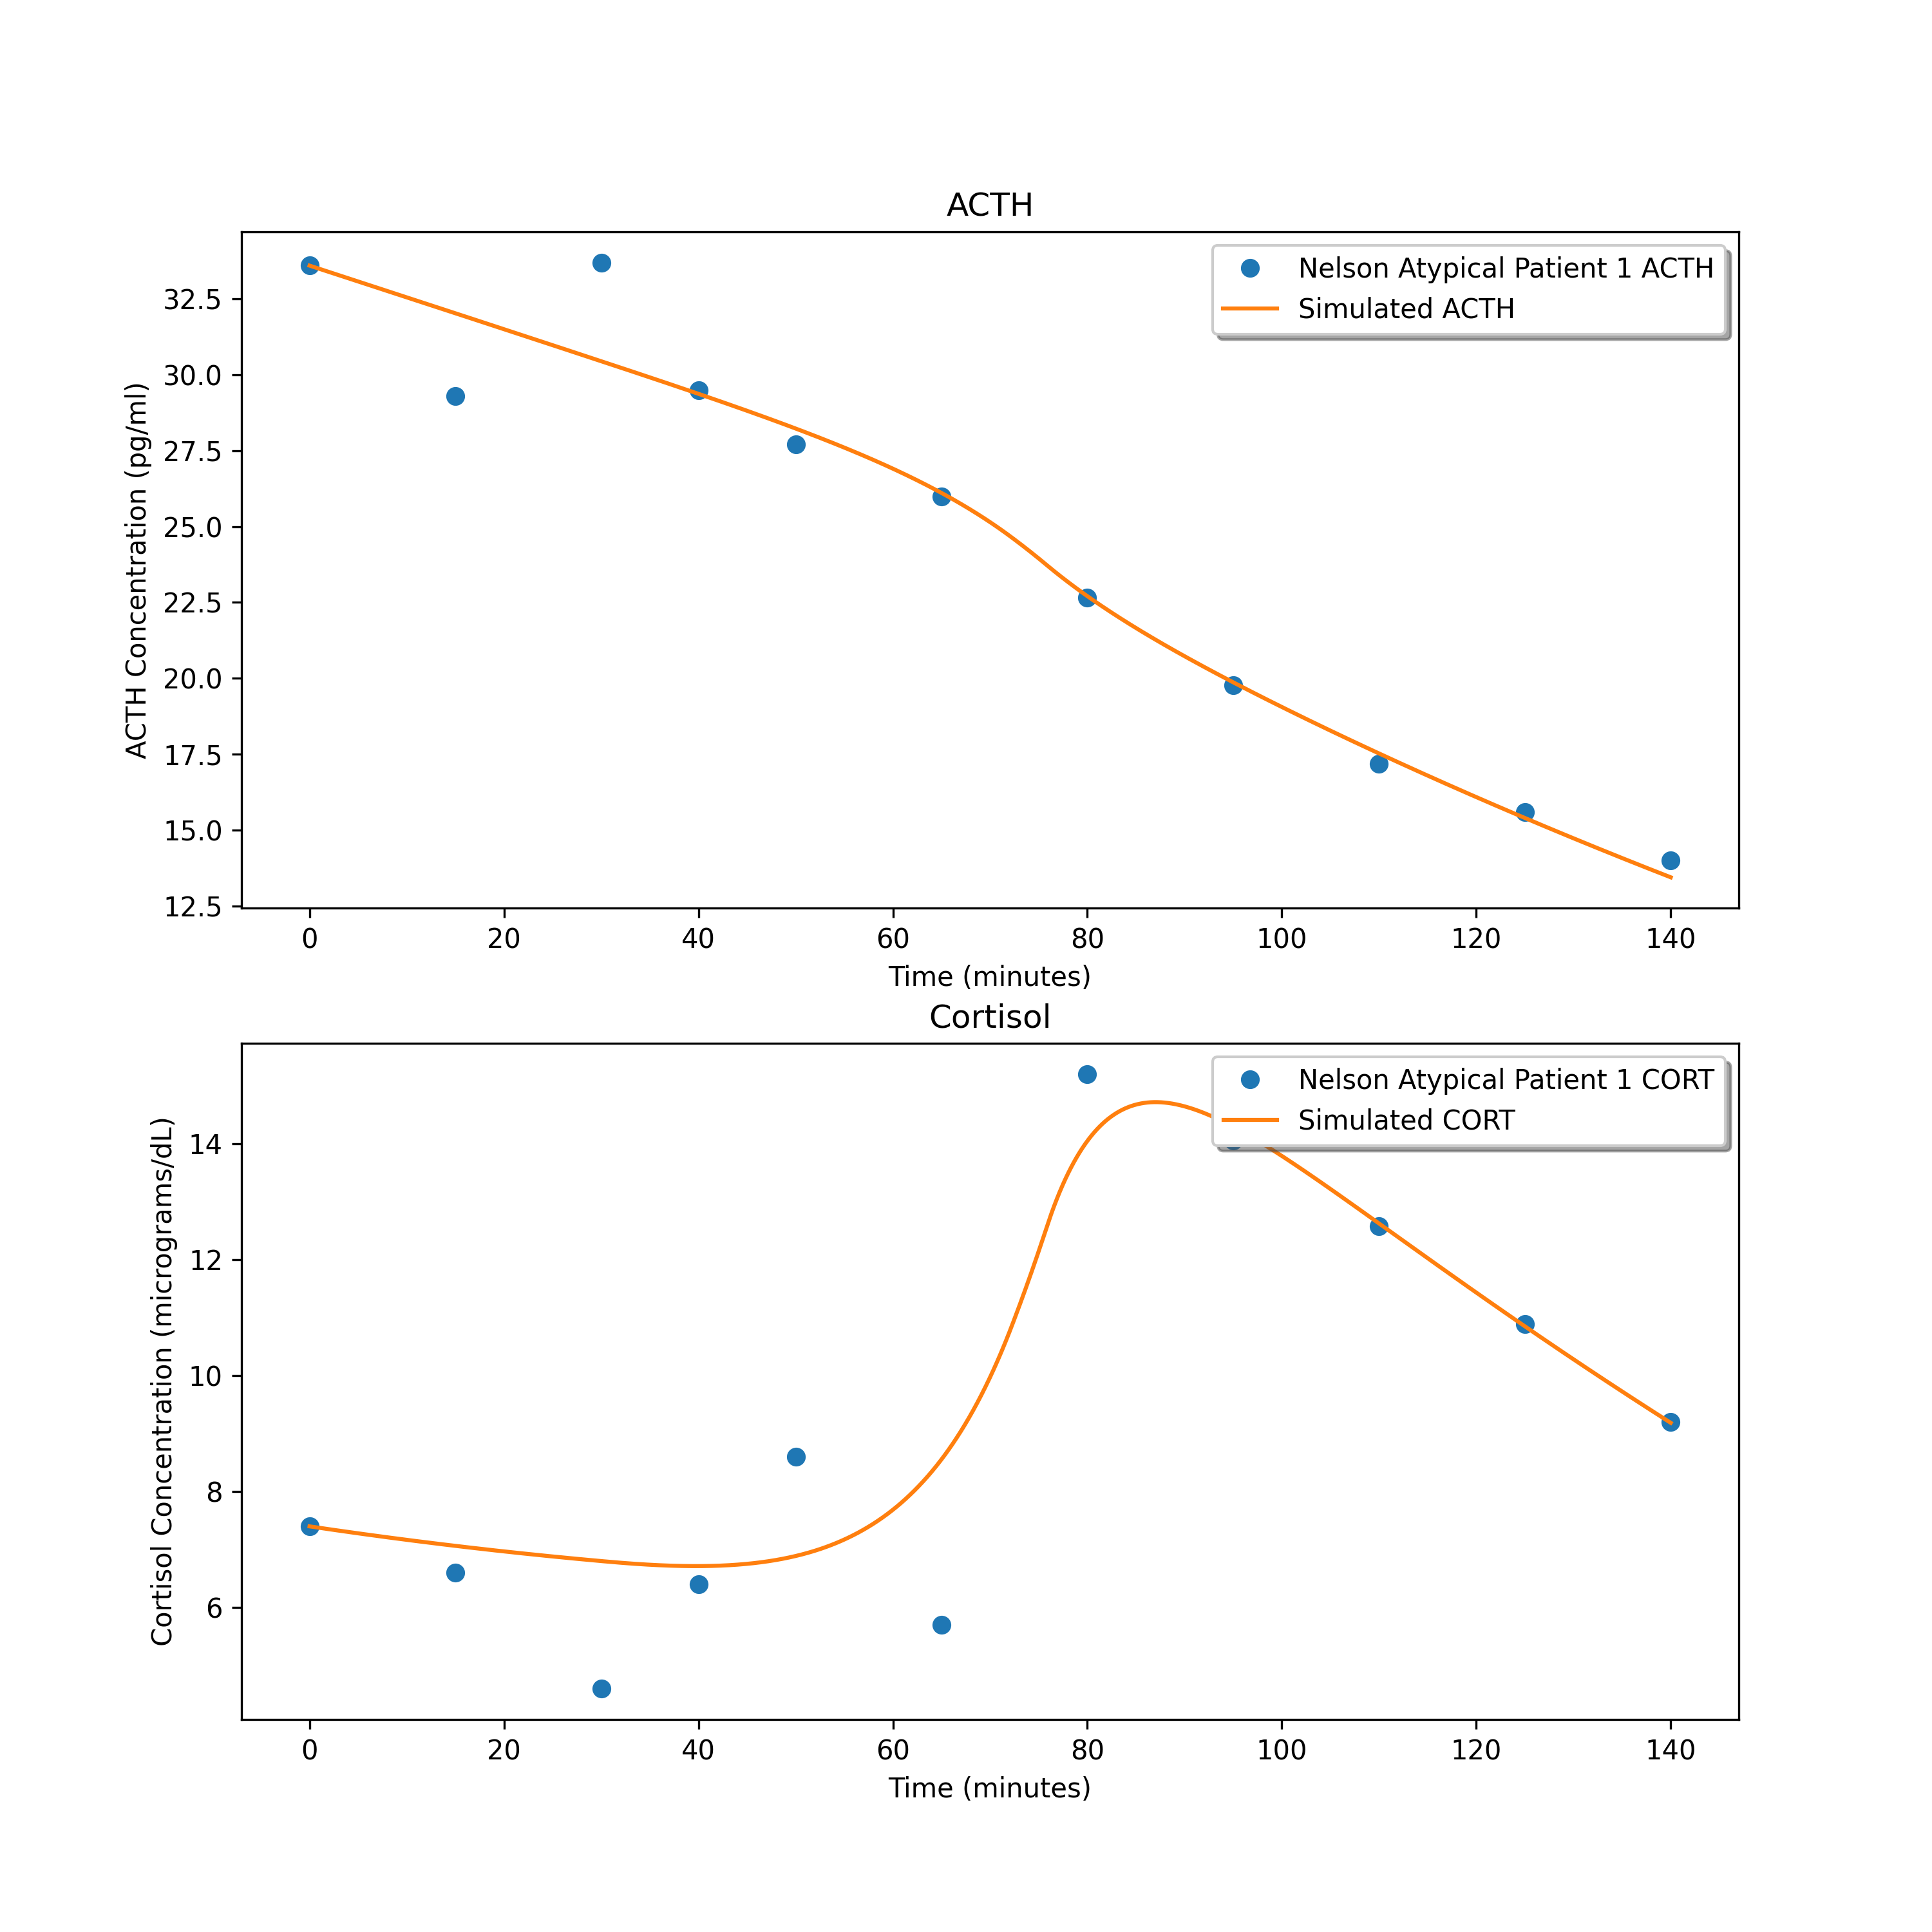 ACTH
Nelson Atypical Patient 1 ACTH
Simulated ACTH
ACTH Concentration (pg/ml)
32.5
30.0
27.5
25.0
22.5
20.0
17.5
15.0
12.5
0 20 40 60 80 100 120 140
Time (minutes)
Cortisol
Nelson Atypical Patient 1 CORT
Simulated CORT
Cortisol Concentration (micrograms/dL)
14
12
10
8
6
0 20 40 60 80 100 120 140
Time (minutes)